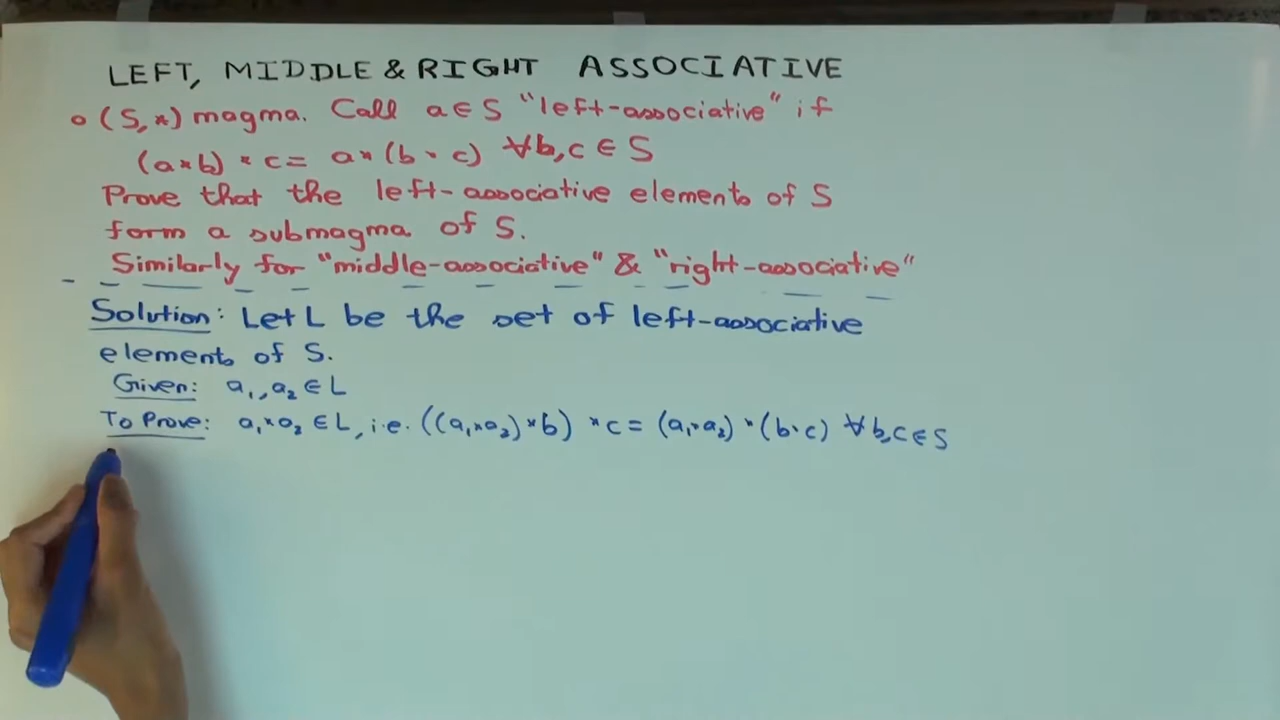 LEFT, MIDDLE & RIGHT ASSOCIATIVE
(S,*) magma. Call a ∈ S "left-associative" if
(a*b) * c = a*(b*c) ∀b,c ∈ S
Prove that the left-associative elements of S
form a submagma of S.
Similarly for "middle-associative" & "right-associative"
Solution: Let L be the set of left-associative
elements of S.
Given: a₁, a₂ ∈ L
To Prove: a₁*a₂ ∈ L, i.e. ((a₁*a₂)*b) *c = (a₁*a₂) *(b*c) ∀b,c ∈ S